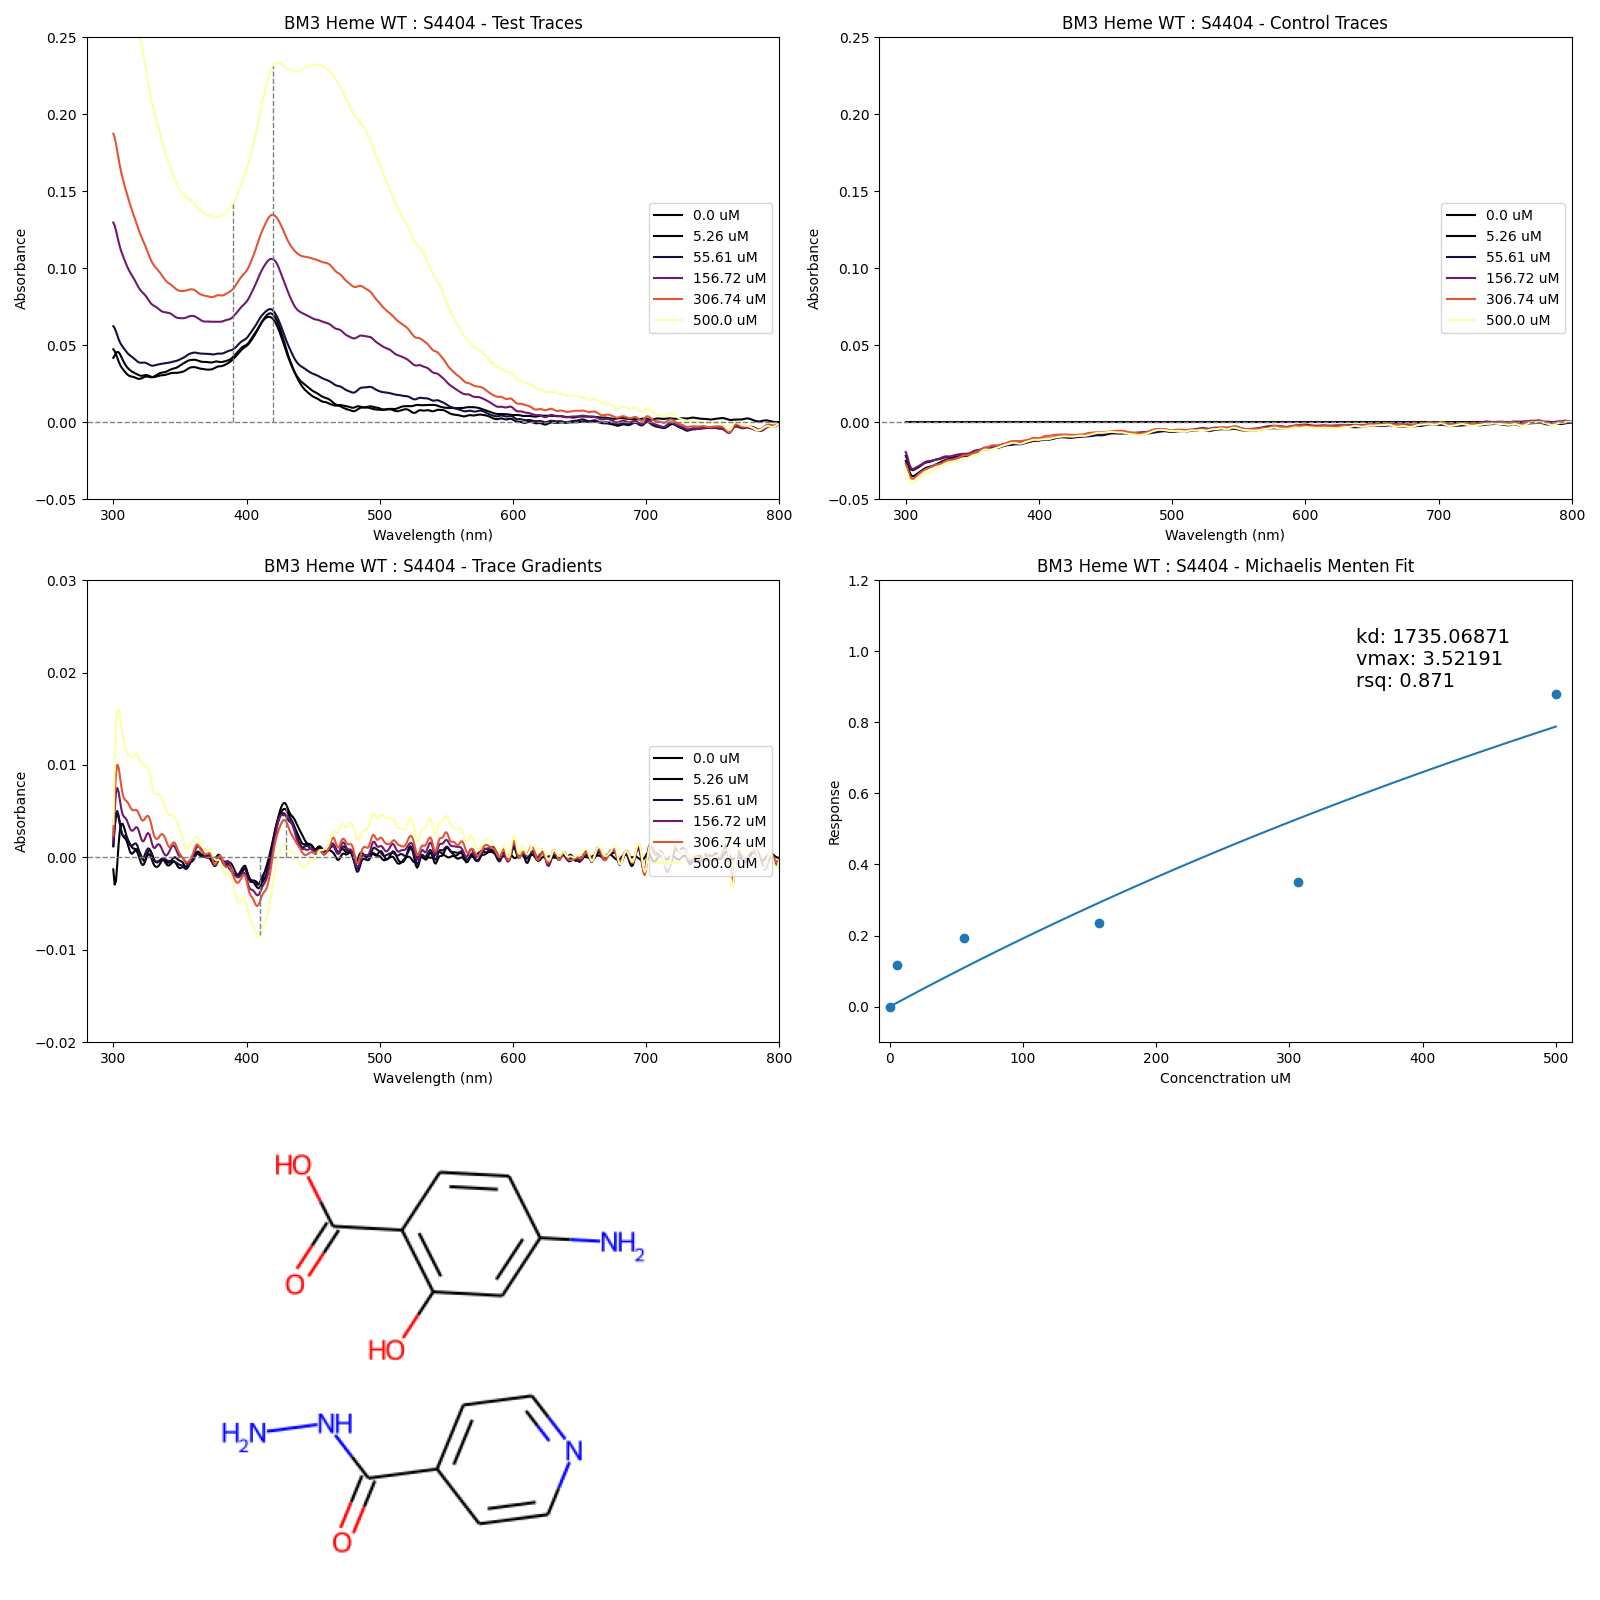 BM3 Heme WT : S4404 - Test Traces
0.25
0.20
0.15
0.10
0.05
0.00
−0.05
Absorbance
300 400 500 600 700 800
Wavelength (nm)
0.0 uM
5.26 uM
55.61 uM
156.72 uM
306.74 uM
500.0 uM
BM3 Heme WT : S4404 - Control Traces
0.25
0.20
0.15
0.10
0.05
0.00
−0.05
Absorbance
300 400 500 600 700 800
Wavelength (nm)
0.0 uM
5.26 uM
55.61 uM
156.72 uM
306.74 uM
500.0 uM
BM3 Heme WT : S4404 - Trace Gradients
0.03
0.02
0.01
0.00
−0.01
−0.02
Absorbance
300 400 500 600 700 800
Wavelength (nm)
0.0 uM
5.26 uM
55.61 uM
156.72 uM
306.74 uM
500.0 uM
BM3 Heme WT : S4404 - Michaelis Menten Fit
1.2
1.0
0.8
0.6
0.4
0.2
0.0
Response
0 100 200 300 400 500
Concenctration uM
kd: 1735.06871
vmax: 3.52191
rsq: 0.871
HO
O
NH2
HO
H2N
NH
N
O